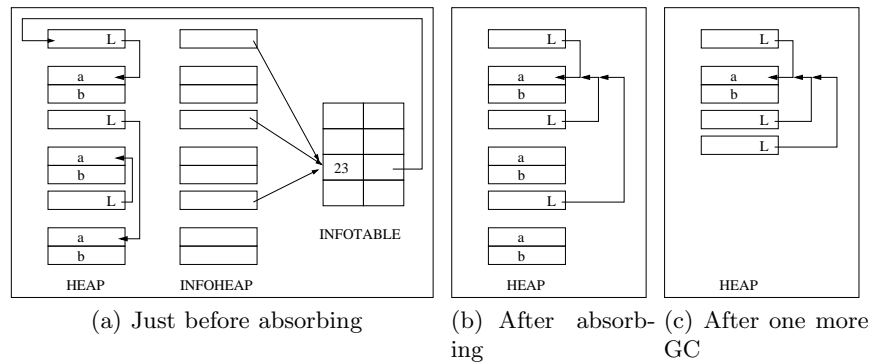 L
a
b
L
a
b
L
a
b
HEAP
INFOHEAP
23
INFOTABLE
(a) Just before absorbing
L
a
b
L
a
b
L
a
b
HEAP
(b) After absorb-
ing
L
a
b
L
L
HEAP
(c) After one more
GC